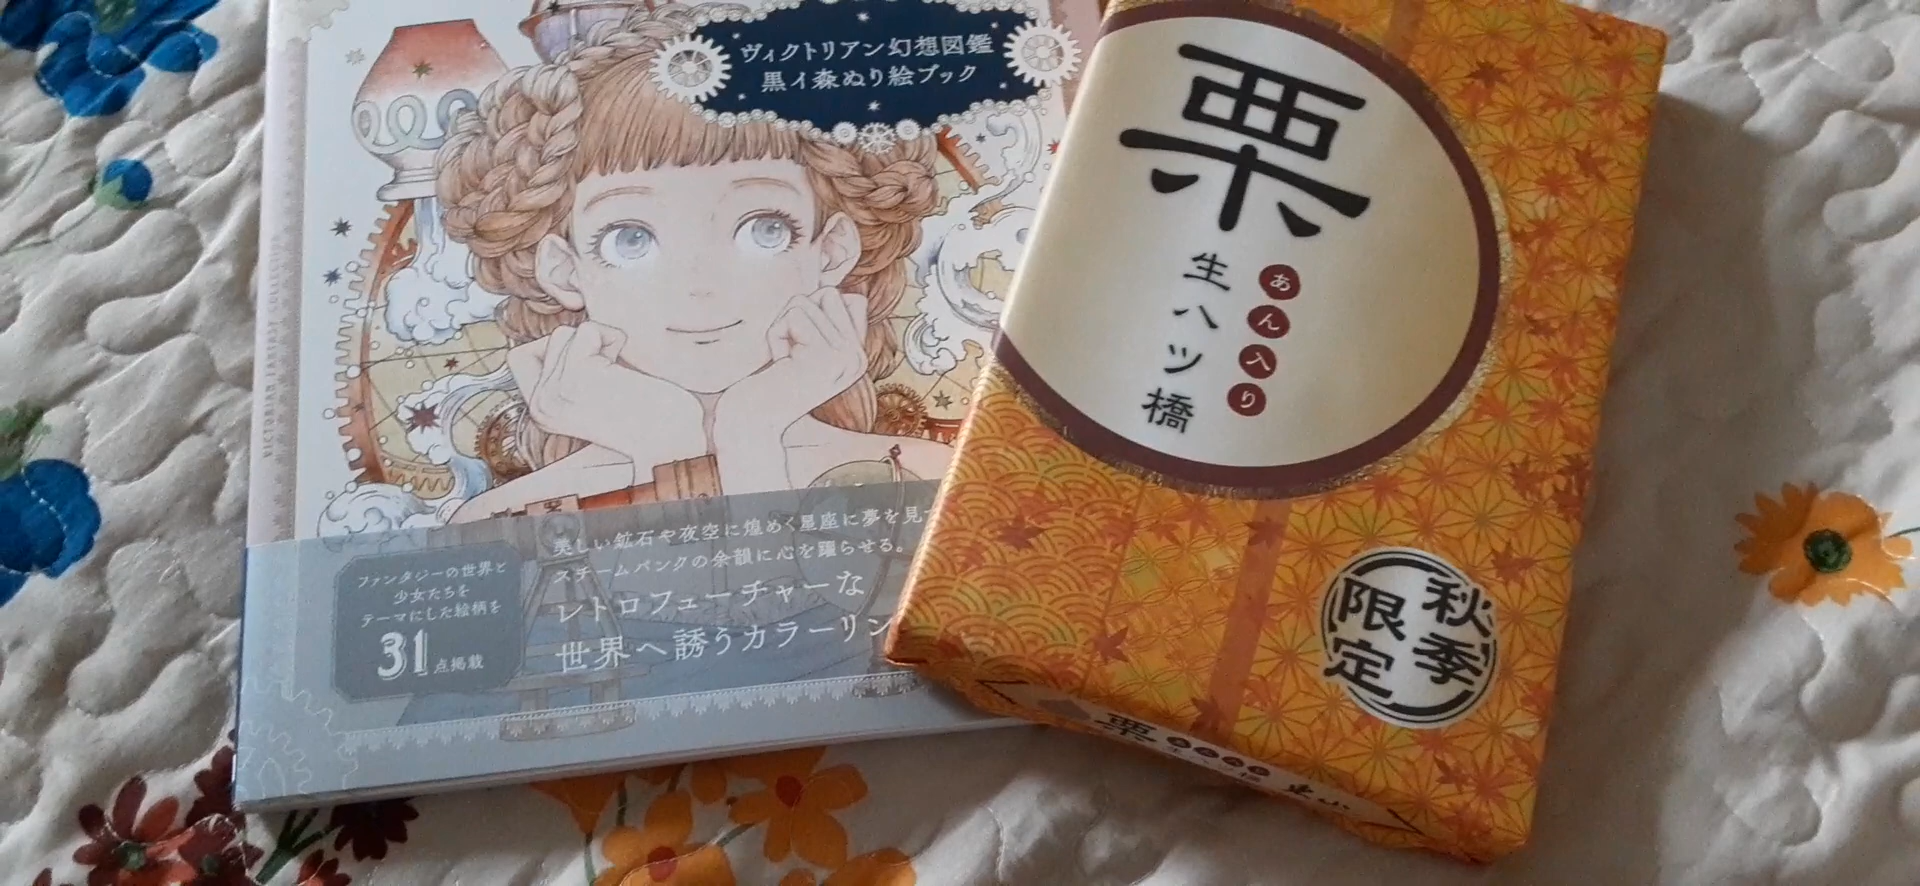 ヴィクトリアン幻想図鑑
黒イ森ぬり絵ブック
VICTORIAN FANTASY COLLECTION
美しい鉱石や夜空に煌めく星座に夢を見
スチームパンクの余韻に心を躍らせる。
レトロフューチャーな
世界へ誘うカラーリン
ファンタジーの世界と
少女たちを
テーマにした絵柄を
31点掲載
栗
あん入り
生八ツ橋
秋季
限定
栗